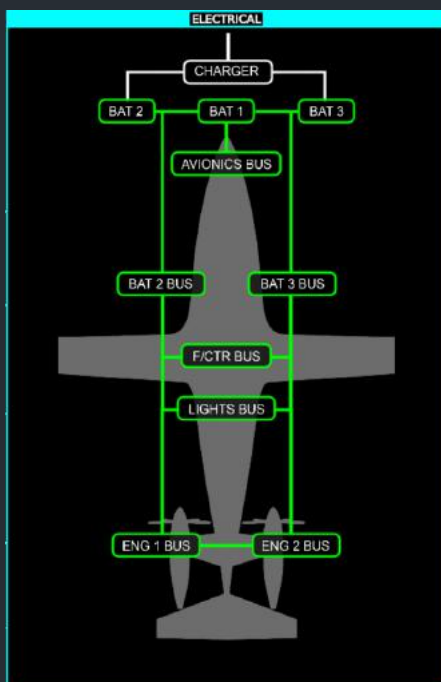 ELECTRICAL
CHARGER
BAT 2 BAT 1 BAT 3
AVIONICS BUS
BAT 2 BUS BAT 3 BUS
F/CTR BUS
LIGHTS BUS
ENG 1 BUS ENG 2 BUS